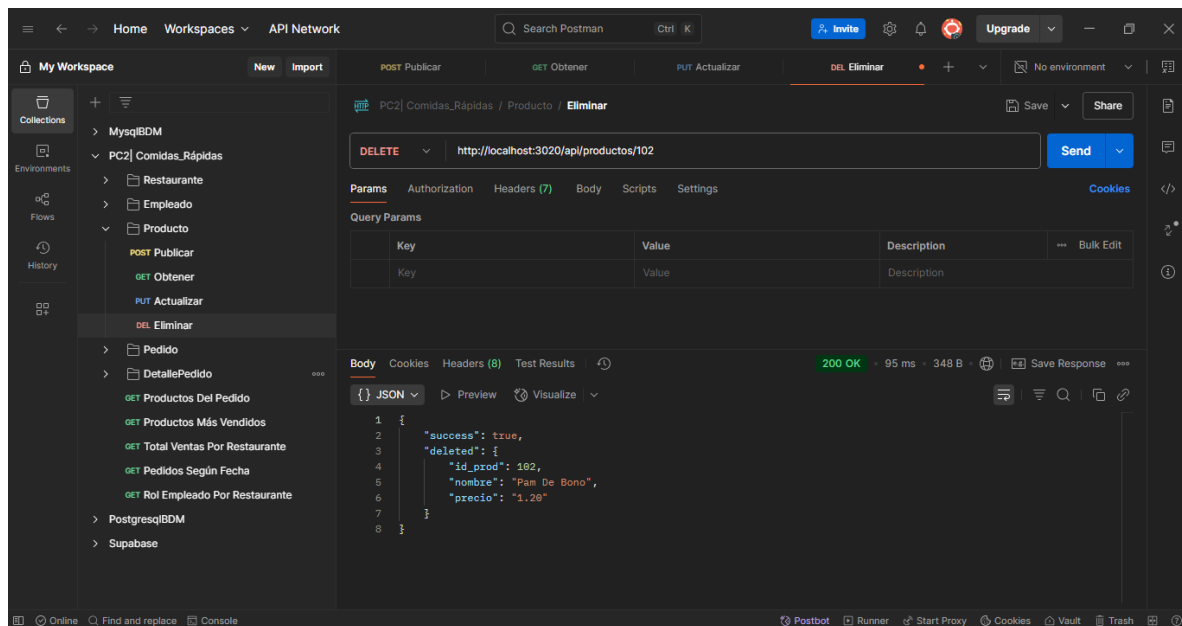 Home Workspaces API Network Search Postman Ctrl K Invite Upgrade
My Workspace New Import POST Publicar GET Obtener PUT Actualizar DEL Eliminar No environment
Collections
Environments
Flows
History
MysqlBDM
PC2| Comidas_Rápidas
Restaurante
Empleado
Producto
POST Publicar
GET Obtener
PUT Actualizar
DEL Eliminar
Pedido
DetallePedido
GET Productos Del Pedido
GET Productos Más Vendidos
GET Total Ventas Por Restaurante
GET Pedidos Según Fecha
GET Rol Empleado Por Restaurante
PostgresqlBDM
Supabase
HTTP PC2| Comidas_Rápidas / Producto / Eliminar Save Share
DELETE http://localhost:3020/api/productos/102 Send
Params Authorization Headers (7) Body Scripts Settings Cookies
Query Params
Key Value Description Bulk Edit
Key Value Description
Body Cookies Headers (8) Test Results 200 OK 95 ms 348 B Save Response
{} JSON Preview Visualize
1 {
2 "success": true,
3 "deleted": {
4 "id_prod": 102,
5 "nombre": "Pam De Bono",
6 "precio": "1.20"
7 }
8 }
Online Find and replace Console Postbot Runner Start Proxy Cookies Vault Trash